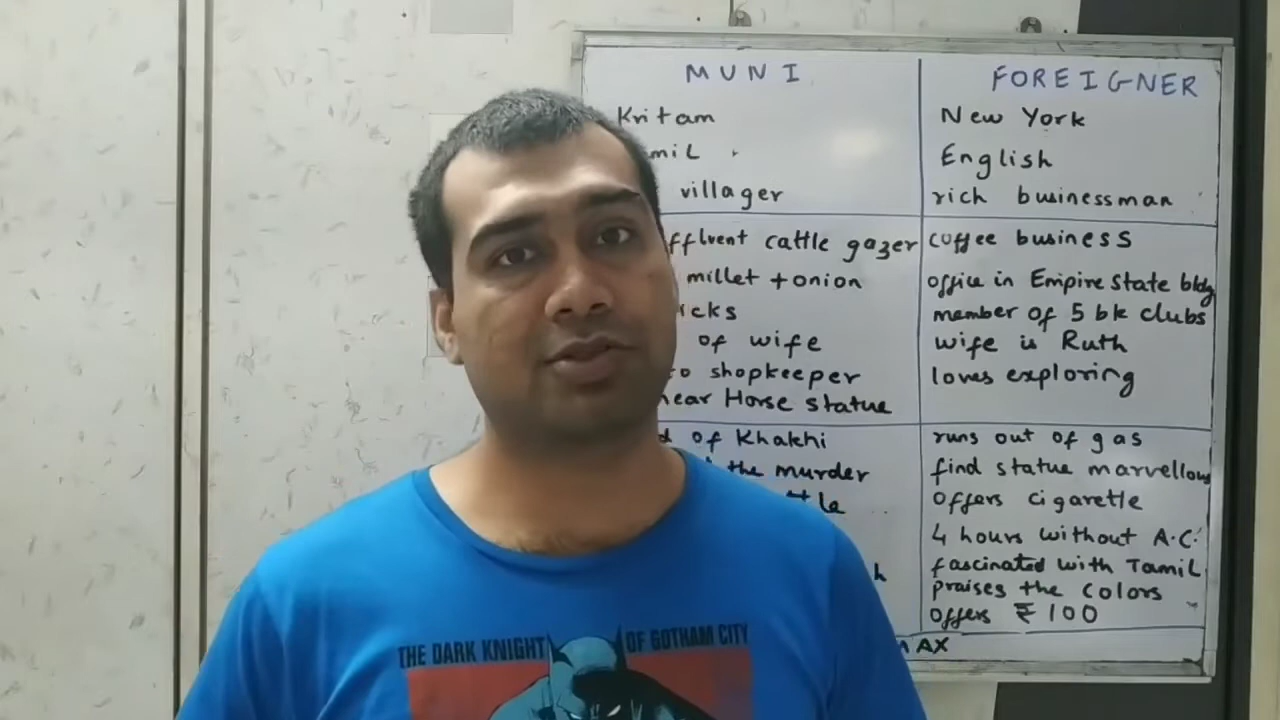 MUNI
Kritam
villager
cattle gazer
millet + onion
of wife
shopkeeper
near Horse statue
of Khakhi
the murder
FOREIGNER
New York
English
rich businessman
coffee business
office in Empire State bldg
member of 5 bk clubs
wife is Ruth
loves exploring
runs out of gas
find statue marvellous
offers cigarette
4 hours without A.C.
fascinated with Tamil
praises the colors
offers ₹100
THE DARK KNIGHT OF GOTHAM CITY